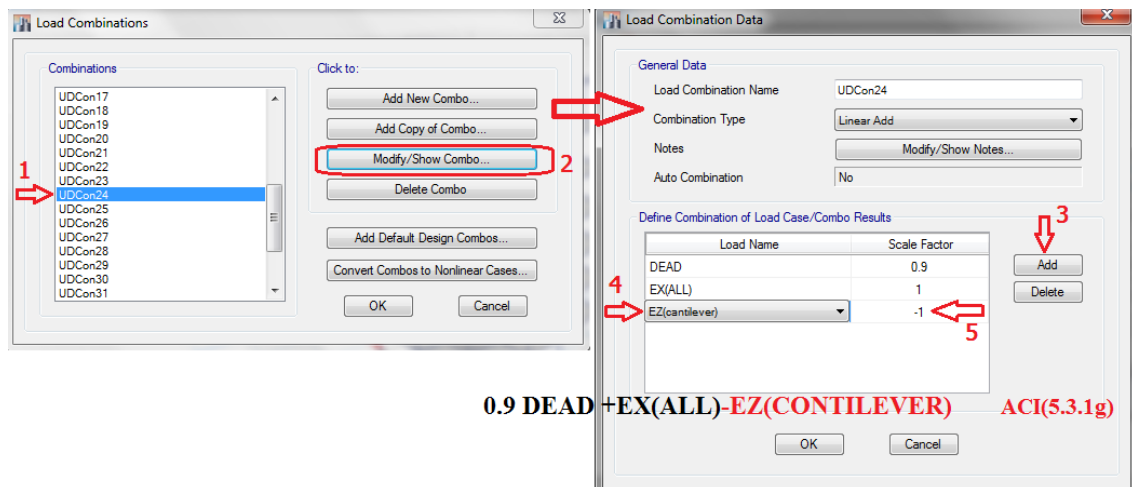 Load Combinations
Combinations
UDCon17
UDCon18
UDCon19
UDCon20
UDCon21
UDCon22
UDCon23
UDCon24
UDCon25
UDCon26
UDCon27
UDCon28
UDCon29
UDCon30
UDCon31
1
Click to:
Add New Combo...
Add Copy of Combo...
Modify/Show Combo...
2
Delete Combo
Add Default Design Combos...
Convert Combos to Nonlinear Cases...
OK Cancel
Load Combination Data
General Data
Load Combination Name UDCon24
Combination Type Linear Add
Notes Modify/Show Notes...
Auto Combination No
Define Combination of Load Case/Combo Results
Load Name Scale Factor
DEAD 0.9
EX(ALL) 1
EZ(cantilever) -1
3
Add
Delete
4
5
0.9 DEAD +EX(ALL)-EZ(CONTILEVER) ACI(5.3.1g)
OK Cancel